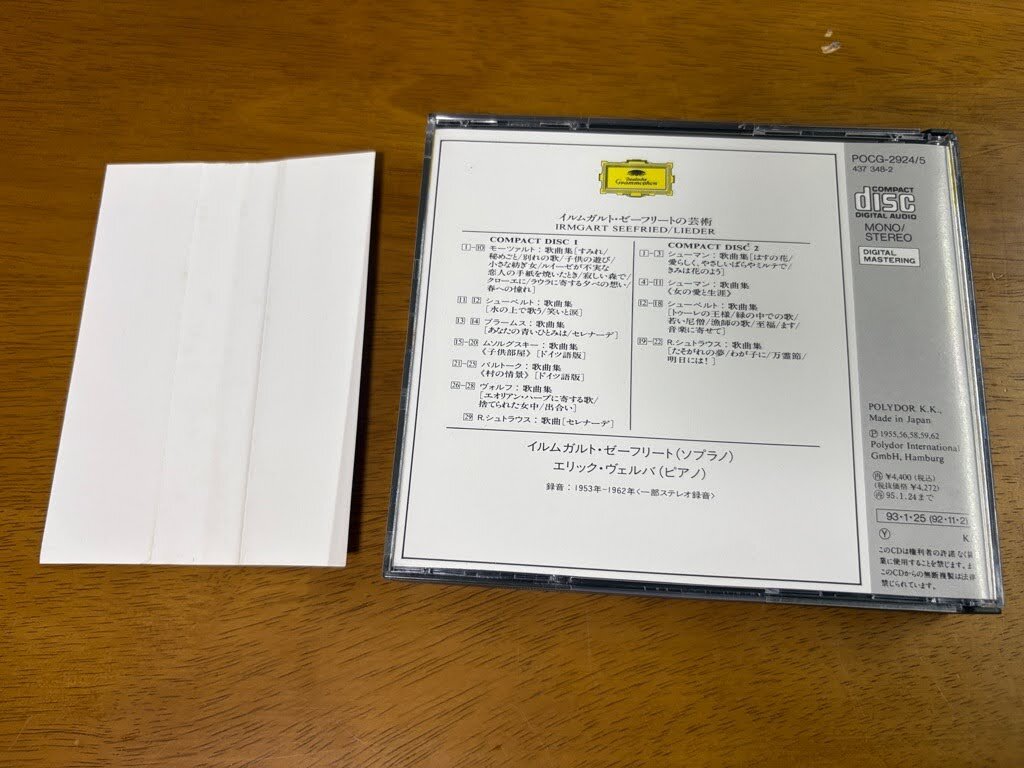 Deutsche
Grammophon
イルムガルト・ゼーフリートの芸術
IRMGART SEEFRIED/LIEDER
COMPACT DISC 1
1-10 モーツァルト：歌曲集[すみれ/
秘めごと/別れの歌/子供の遊び/
小さな紡ぎ女/ルイーゼが不実な
恋人の手紙を焼いたとき/寂しい森で/
クローエに/ラウラに寄する夕べの想い/
春への憧れ]
11 12 シューベルト：歌曲集
[水の上で歌う/笑いと涙]
13 14 ブラームス：歌曲集
[あなたの青いひとみは/セレナーデ]
15-20 ムソルグスキー：歌曲集
《子供部屋》[ドイツ語版]
21-25 バルトーク：歌曲集
《村の情景》[ドイツ語版]
26-28 ヴォルフ：歌曲集
[エオリアン・ハープに寄する歌/
捨てられた女中/出合い]
29 R.シュトラウス：歌曲[セレナーデ]
COMPACT DISC 2
1-3 シューマン：歌曲集[はすの花/
愛らしく、やさしいばらやミルテで/
きみは花のよう]
4-11 シューマン：歌曲集
《女の愛と生涯》
12-18 シューベルト：歌曲集
[トゥーレの王様/緑の中での歌/
若い尼僧/漁師の歌/至福/ます/
音楽に寄せて]
19-22 R.シュトラウス：歌曲集
[たそがれの夢/わが子に/万霊節/
明日には！]
イルムガルト・ゼーフリート(ソプラノ)
エリック・ヴェルバ(ピアノ)
録音：1953年-1962年<一部ステレオ録音>
POCG-2924/5
437 348-2
COMPACT
disc
DIGITAL AUDIO
MONO/
STEREO
DIGITAL
MASTERING
POLYDOR K.K.,
Made in Japan
Ⓟ 1955,56,58,59,62
Polydor International
GmbH, Hamburg
再 ¥4,400 (税込)
(税抜価格 ¥4,272)
再 95.1.24まで
93・1・25 (92・11・2)
Ⓨ K
このCDは権利者の許諾なく
業に使用することを禁じます。
このCDからの無断複製は法律
禁じられています。